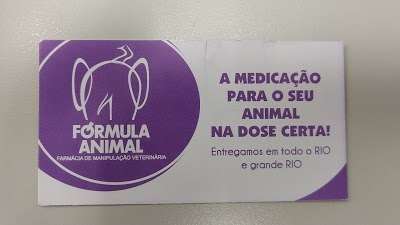 FÓRMULA
ANIMAL
FARMÁCIA DE MANIPULAÇÃO VETERINÁRIA
A MEDICAÇÃO
PARA O SEU
ANIMAL
NA DOSE CERTA!
Entregamos em todo o RIO
e grande RIO